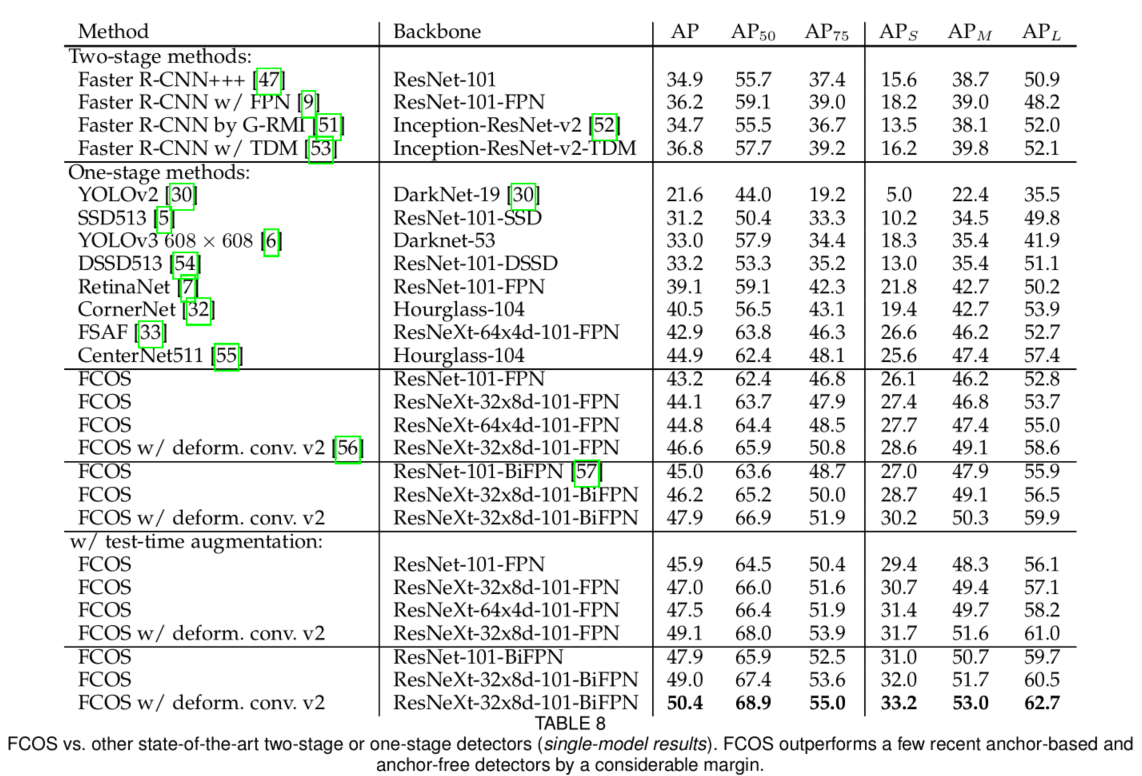 Method Backbone AP AP50 AP75 APS APM APL
Two-stage methods:
Faster R-CNN+++ [47] ResNet-101 34.9 55.7 37.4 15.6 38.7 50.9
Faster R-CNN w/ FPN [9] ResNet-101-FPN 36.2 59.1 39.0 18.2 39.0 48.2
Faster R-CNN by G-RMI [51] Inception-ResNet-v2 [52] 34.7 55.5 36.7 13.5 38.1 52.0
Faster R-CNN w/ TDM [53] Inception-ResNet-v2-TDM 36.8 57.7 39.2 16.2 39.8 52.1
One-stage methods:
YOLOv2 [30] DarkNet-19 [30] 21.6 44.0 19.2 5.0 22.4 35.5
SSD513 [5] ResNet-101-SSD 31.2 50.4 33.3 10.2 34.5 49.8
YOLOv3 608 × 608 [6] Darknet-53 33.0 57.9 34.4 18.3 35.4 41.9
DSSD513 [54] ResNet-101-DSSD 33.2 53.3 35.2 13.0 35.4 51.1
RetinaNet [7] ResNet-101-FPN 39.1 59.1 42.3 21.8 42.7 50.2
CornerNet [32] Hourglass-104 40.5 56.5 43.1 19.4 42.7 53.9
FSAF [33] ResNeXt-64x4d-101-FPN 42.9 63.8 46.3 26.6 46.2 52.7
CenterNet511 [55] Hourglass-104 44.9 62.4 48.1 25.6 47.4 57.4
FCOS ResNet-101-FPN 43.2 62.4 46.8 26.1 46.2 52.8
FCOS ResNeXt-32x8d-101-FPN 44.1 63.7 47.9 27.4 46.8 53.7
FCOS ResNeXt-64x4d-101-FPN 44.8 64.4 48.5 27.7 47.4 55.0
FCOS w/ deform. conv. v2 [56] ResNeXt-32x8d-101-FPN 46.6 65.9 50.8 28.6 49.1 58.6
FCOS ResNet-101-BiFPN [57] 45.0 63.6 48.7 27.0 47.9 55.9
FCOS ResNeXt-32x8d-101-BiFPN 46.2 65.2 50.0 28.7 49.1 56.5
FCOS w/ deform. conv. v2 ResNeXt-32x8d-101-BiFPN 47.9 66.9 51.9 30.2 50.3 59.9
w/ test-time augmentation:
FCOS ResNet-101-FPN 45.9 64.5 50.4 29.4 48.3 56.1
FCOS ResNeXt-32x8d-101-FPN 47.0 66.0 51.6 30.7 49.4 57.1
FCOS ResNeXt-64x4d-101-FPN 47.5 66.4 51.9 31.4 49.7 58.2
FCOS w/ deform. conv. v2 ResNeXt-32x8d-101-FPN 49.1 68.0 53.9 31.7 51.6 61.0
FCOS ResNet-101-BiFPN 47.9 65.9 52.5 31.0 50.7 59.7
FCOS ResNeXt-32x8d-101-BiFPN 49.0 67.4 53.6 32.0 51.7 60.5
FCOS w/ deform. conv. v2 ResNeXt-32x8d-101-BiFPN 50.4 68.9 55.0 33.2 53.0 62.7
TABLE 8
FCOS vs. other state-of-the-art two-stage or one-stage detectors (single-model results). FCOS outperforms a few recent anchor-based and
anchor-free detectors by a considerable margin.